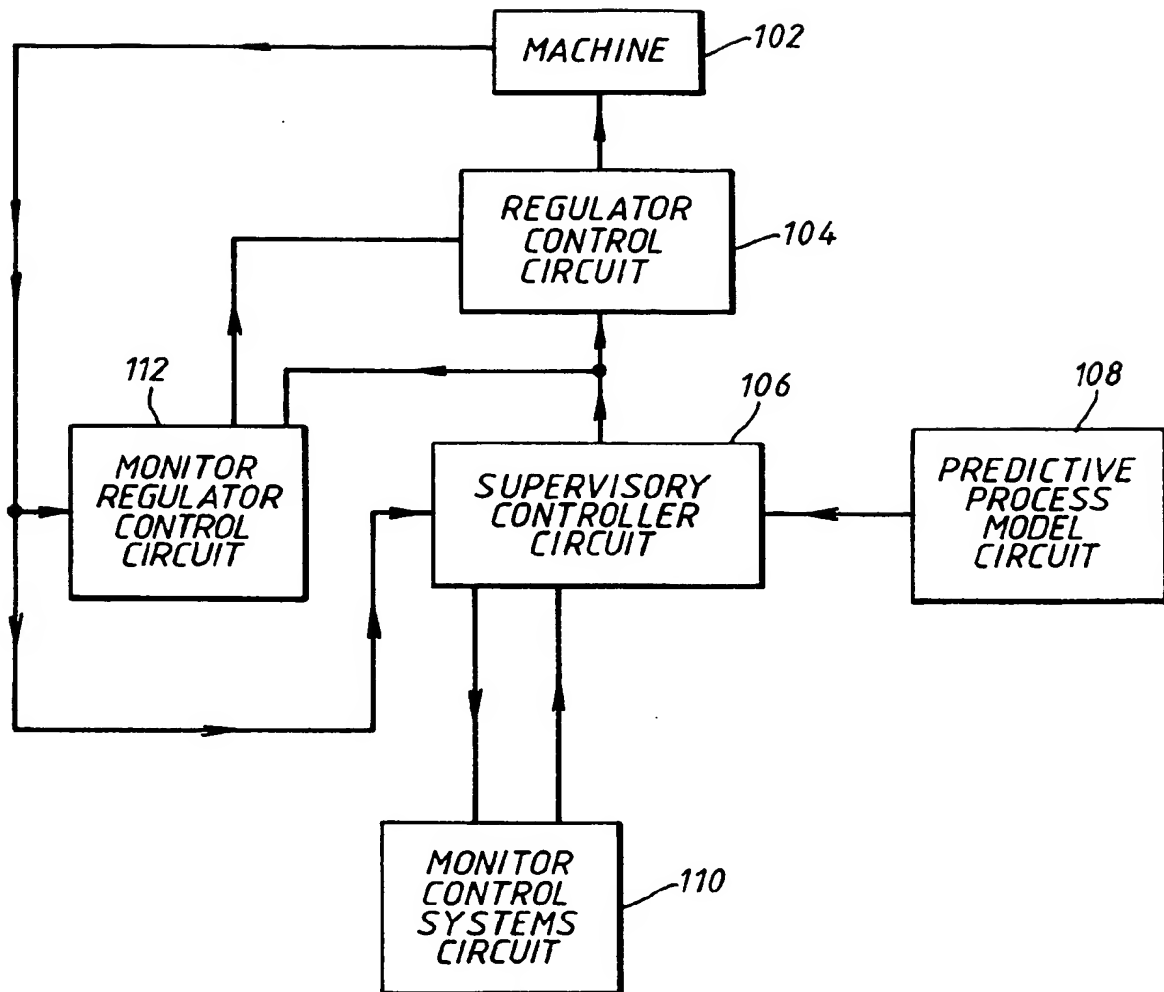 MACHINE
102
REGULATOR
CONTROL
CIRCUIT
104
112
106
108
MONITOR
REGULATOR
CONTROL
CIRCUIT
SUPERVISORY
CONTROLLER
CIRCUIT
PREDICTIVE
PROCESS
MODEL
CIRCUIT
MONITOR
CONTROL
SYSTEMS
CIRCUIT
110